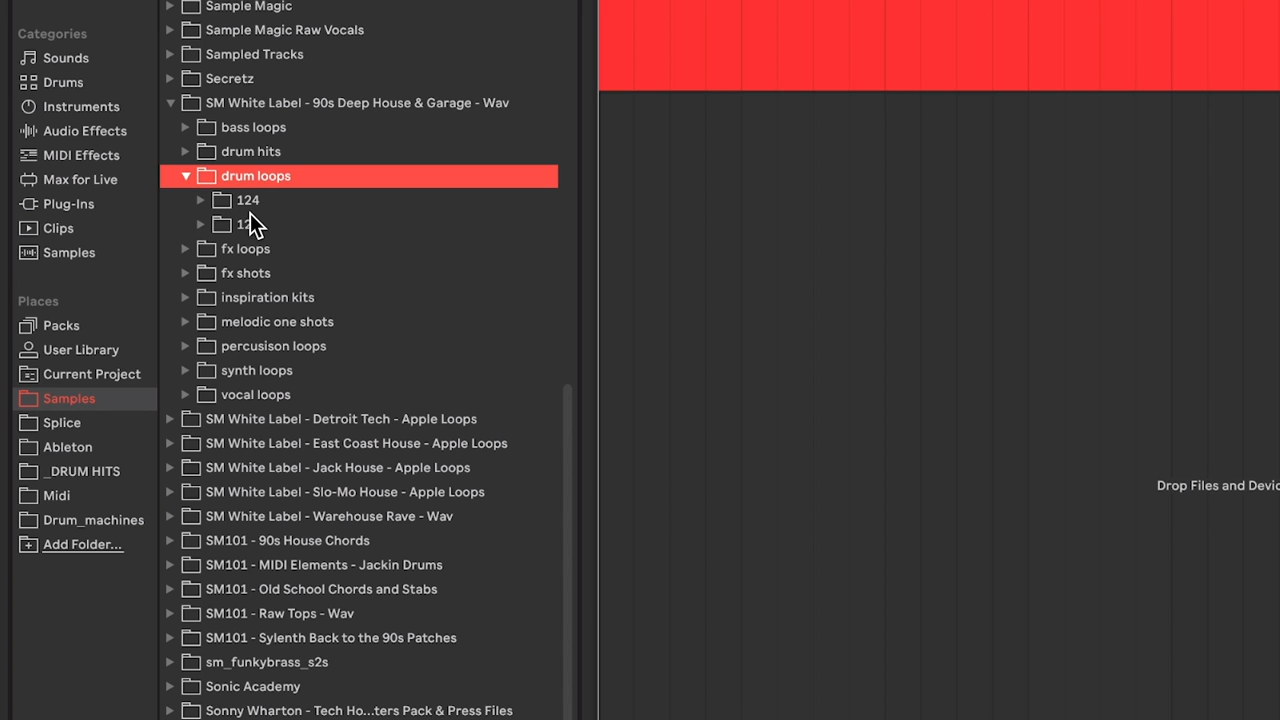 Categories
Sounds
Drums
Instruments
Audio Effects
MIDI Effects
Max for Live
Plug-Ins
Clips
Samples
Places
Packs
User Library
Current Project
Samples
Splice
Ableton
_DRUM HITS
Midi
Drum_machines
Add Folder...
Sample Magic
Sample Magic Raw Vocals
Sampled Tracks
Secretz
SM White Label - 90s Deep House & Garage - Wav
bass loops
drum hits
drum loops
124
fx loops
fx shots
inspiration kits
melodic one shots
percusison loops
synth loops
vocal loops
SM White Label - Detroit Tech - Apple Loops
SM White Label - East Coast House - Apple Loops
SM White Label - Jack House - Apple Loops
SM White Label - Slo-Mo House - Apple Loops
SM White Label - Warehouse Rave - Wav
SM101 - 90s House Chords
SM101 - MIDI Elements - Jackin Drums
SM101 - Old School Chords and Stabs
SM101 - Raw Tops - Wav
SM101 - Sylenth Back to the 90s Patches
sm_funkybrass_s2s
Sonic Academy
Sonny Wharton - Tech Ho...ters Pack & Press Files
Drop Files and Devic